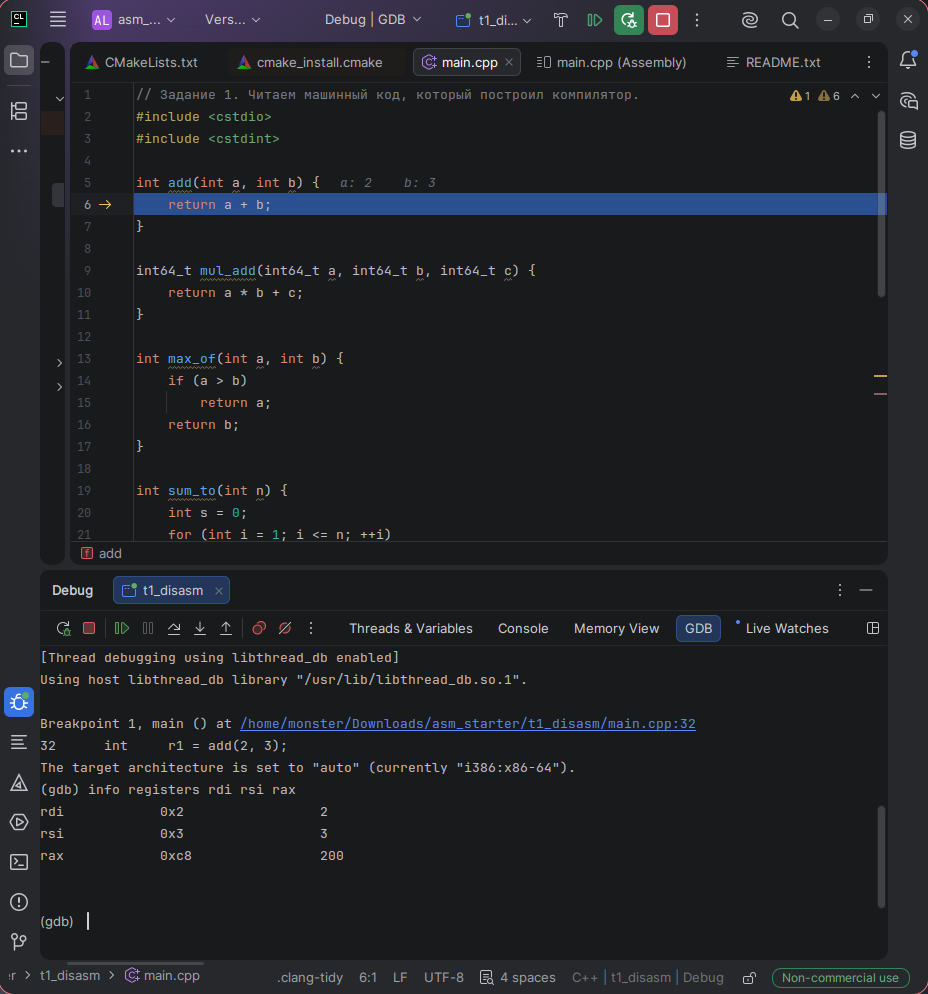 CL AL asm_... Vers... Debug | GDB t1_di...
CMakeLists.txt cmake_install.cmake main.cpp main.cpp (Assembly) README.txt
1 // Задание 1. Читаем машинный код, который построил компилятор. 1 6
2 #include <cstdio>
3 #include <cstdint>
4
5 int add(int a, int b) { a: 2 b: 3
6 return a + b;
7 }
8
9 int64_t mul_add(int64_t a, int64_t b, int64_t c) {
10 return a * b + c;
11 }
12
13 int max_of(int a, int b) {
14 if (a > b)
15 return a;
16 return b;
17 }
18
19 int sum_to(int n) {
20 int s = 0;
21 for (int i = 1; i <= n; ++i)
f add
Debug t1_disasm
Threads & Variables Console Memory View GDB Live Watches
[Thread debugging using libthread_db enabled]
Using host libthread_db library "/usr/lib/libthread_db.so.1".
Breakpoint 1, main () at /home/monster/Downloads/asm_starter/t1_disasm/main.cpp:32
32 int r1 = add(2, 3);
The target architecture is set to "auto" (currently "i386:x86-64").
(gdb) info registers rdi rsi rax
rdi 0x2 2
rsi 0x3 3
rax 0xc8 200
(gdb)
er > t1_disasm > main.cpp .clang-tidy 6:1 LF UTF-8 4 spaces C++ | t1_disasm | Debug Non-commercial use